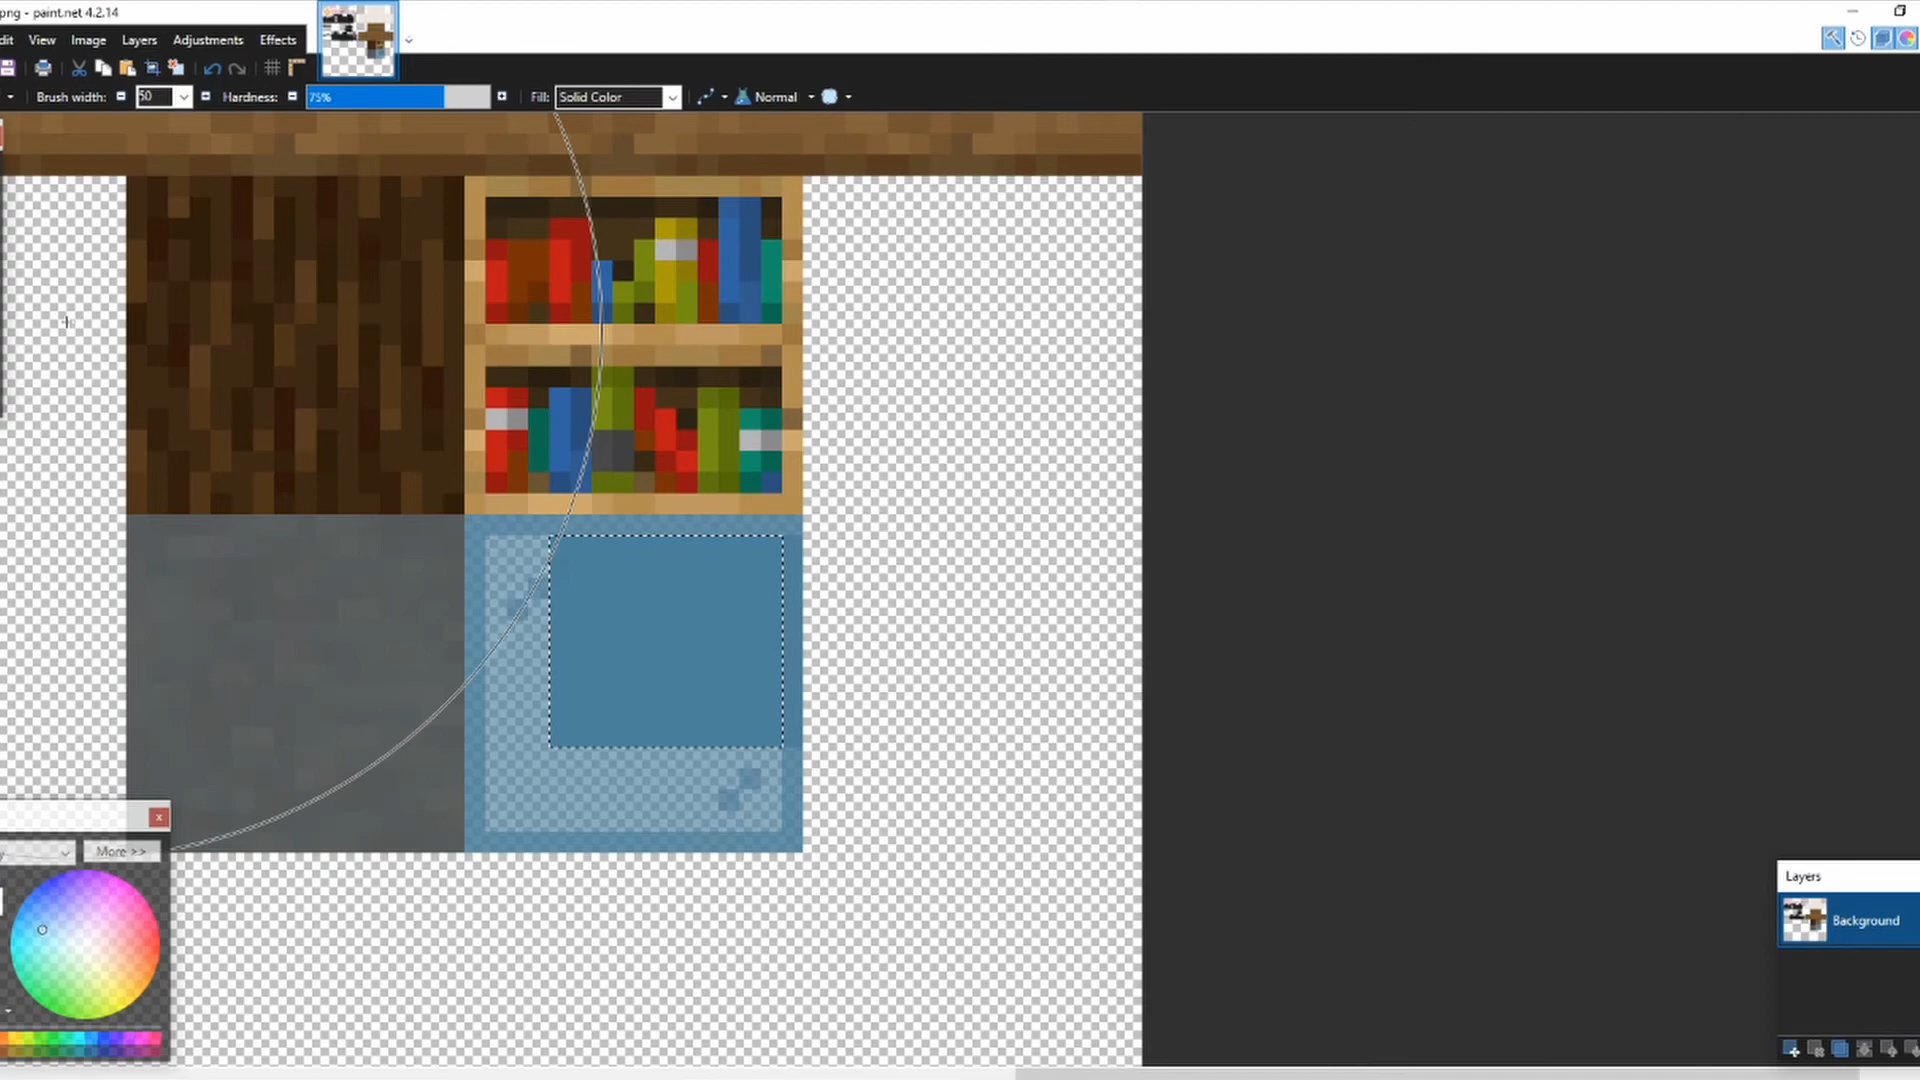 png - paint.net 4.2.14
dit View Image Layers Adjustments Effects
Brush width: 50 Hardness: 75% Fill: Solid Color Normal
More >>
Layers
Background